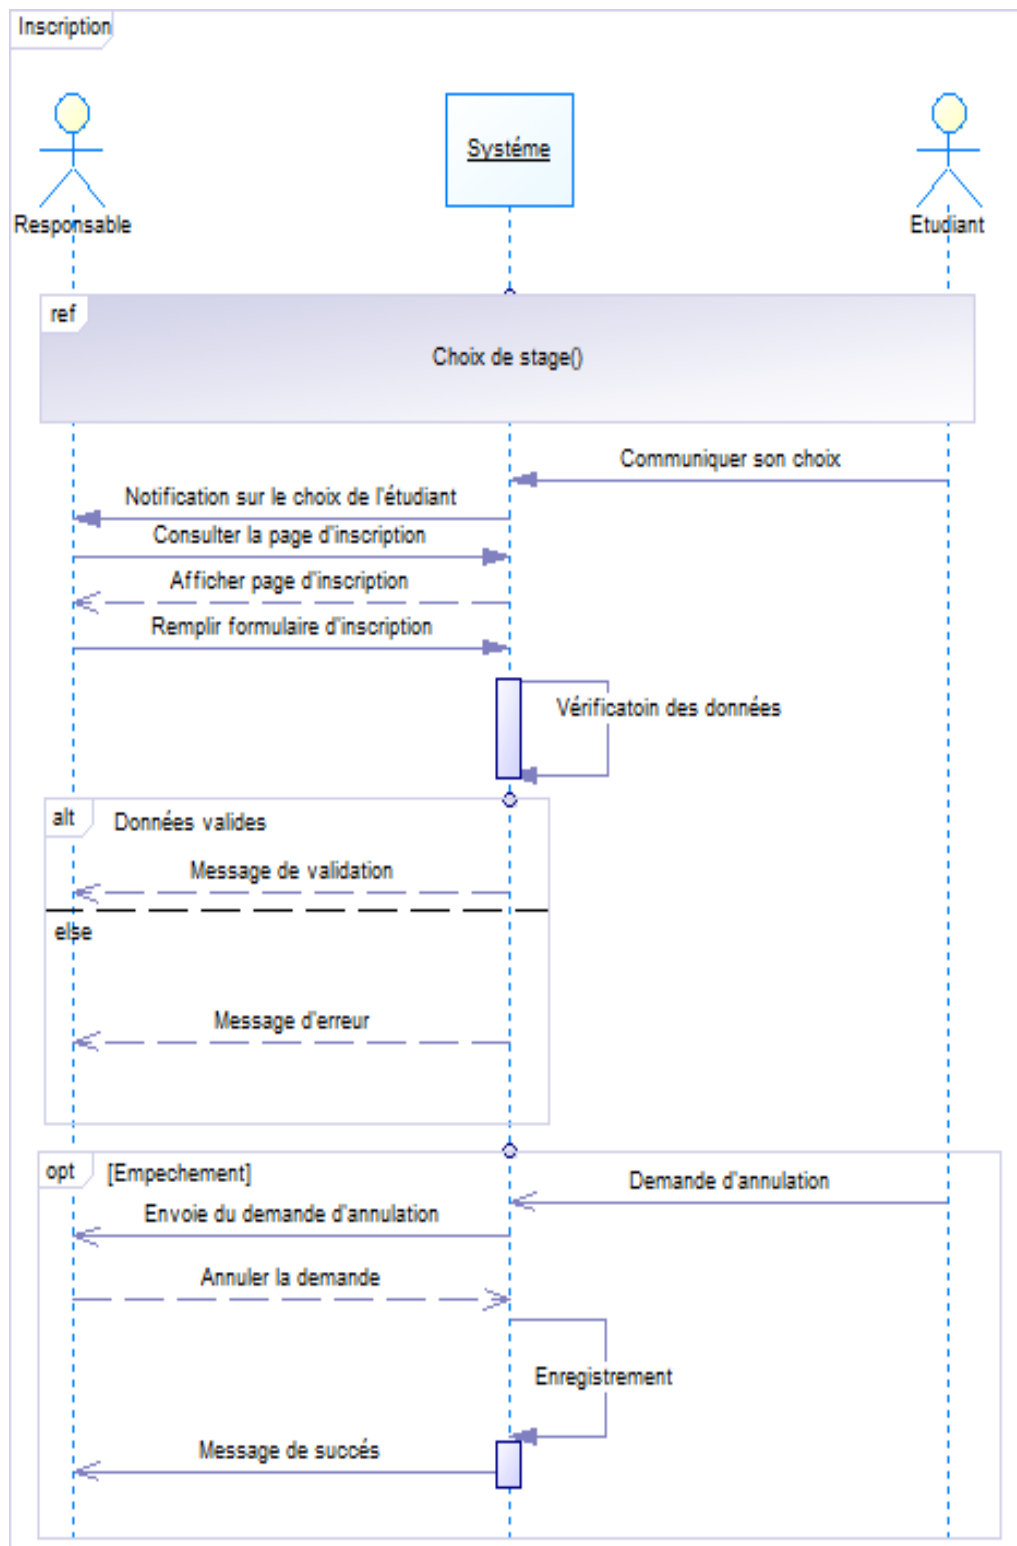 Inscription
Systéme
Responsable
Etudiant
ref
Choix de stage()
Communiquer son choix
Notification sur le choix de l'étudiant
Consulter la page d'inscription
Afficher page d'inscription
Remplir formulaire d'inscription
Vérificatoin des données
alt
Données valides
Message de validation
else
Message d'erreur
opt
[Empechement]
Demande d'annulation
Envoie du demande d'annulation
Annuler la demande
Enregistrement
Message de succés